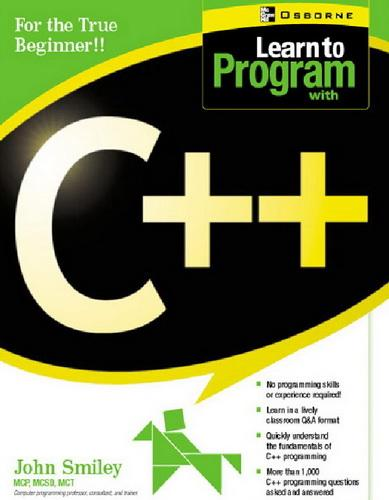 For the True
Beginner!!
Mc
Graw
Hill
OSBORNE
Learn to
Program
with
C++
No programming skills
or experience required!
Learn in a lively
classroom Q&A format
Quickly understand
the fundamentals of
C++ programming
More than 1,000
C++ programming questions
asked and answered
John Smiley
MCP, MCSD, MCT
Computer programming professor, consultant, and trainer